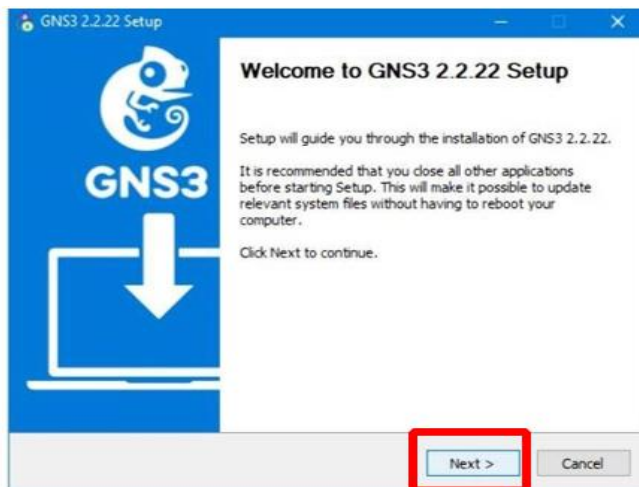 GNS3 2.2.22 Setup
Welcome to GNS3 2.2.22 Setup
Setup will guide you through the installation of GNS3 2.2.22.
It is recommended that you close all other applications
before starting Setup. This will make it possible to update
relevant system files without having to reboot your
computer.
Click Next to continue.
GNS3
Next >
Cancel